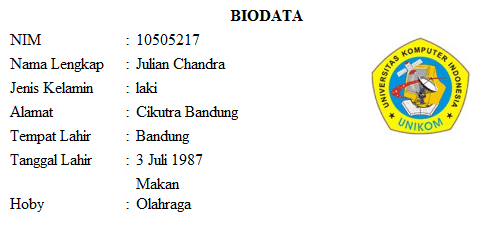 BIODATA
NIM : 10505217
Nama Lengkap : Julian Chandra
Jenis Kelamin : laki
Alamat : Cikutra Bandung
Tempat Lahir : Bandung
Tanggal Lahir : 3 Juli 1987
Makan
Hoby : Olahraga
UNIVERSITAS KOMPUTER INDONESIA
UNIKOM